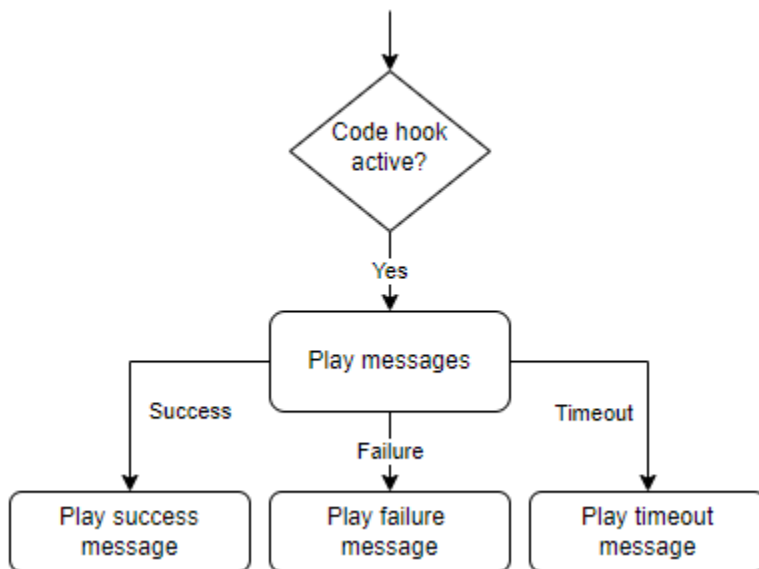 Code hook
active?
Yes
Play messages
Success
Failure
Timeout
Play success
message
Play failure
message
Play timeout
message